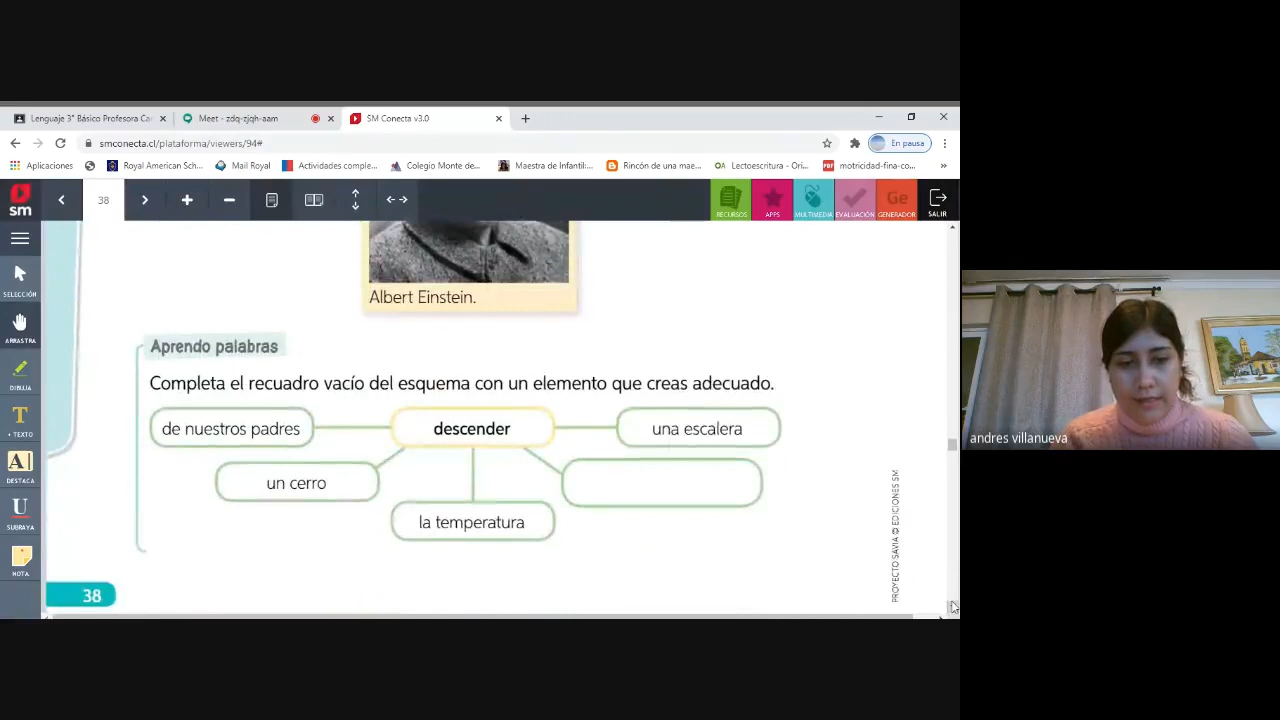 Lenguaje 3° Básico Profesora Ca
Meet - zdq-zjqh-aam
SM Conecta v3.0
smconecta.cl/plataforma/viewers/94#
En pausa
Aplicaciones
Royal American Sch...
Mail Royal
Actividades comple...
Colegio Monte de...
Maestra de Infantil:...
Rincón de una mae...
OA Lectoescritura - Ori...
motricidad-fina-co...
»
sm
38
RECURSOS
APPS
MULTIMEDIA
EVALUACIÓN
Ge
GENERADOR
SALIR
SELECCIÓN
ARRASTRA
DIBUJA
T
+ TEXTO
A
DESTACA
U
SUBRAYA
NOTA
Albert Einstein.
Aprendo palabras
Completa el recuadro vacío del esquema con un elemento que creas adecuado.
de nuestros padres
descender
una escalera
un cerro
la temperatura
38
PROYECTO SAVIA © EDICIONES SM
andres villanueva